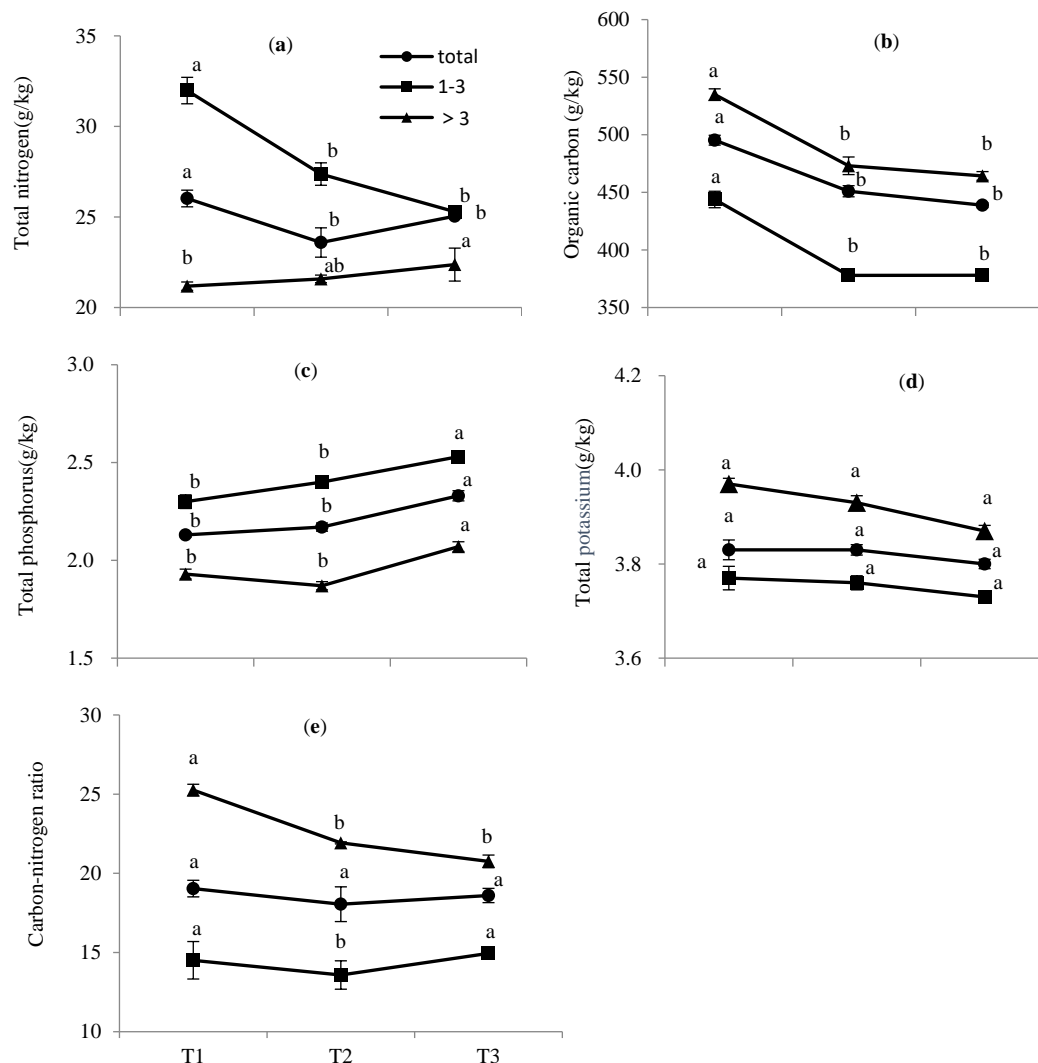 (a)
total
1-3
> 3
Total nitrogen(g/kg)
35
30
25
20
a
b
b
a
b
b
b
ab
a
(b)
Organic carbon (g/kg)
600
550
500
450
400
350
a
b
b
a
b
b
a
b
b
(c)
Total phosphorus(g/kg)
3.0
2.5
2.0
1.5
b
b
a
b
b
a
b
b
a
(d)
Total potassium(g/kg)
4.2
4.0
3.8
3.6
a
a
a
a
a
a
a
a
a
(e)
Carbon-nitrogen ratio
30
25
20
15
10
a
b
b
a
a
a
a
b
a
T1 T2 T3